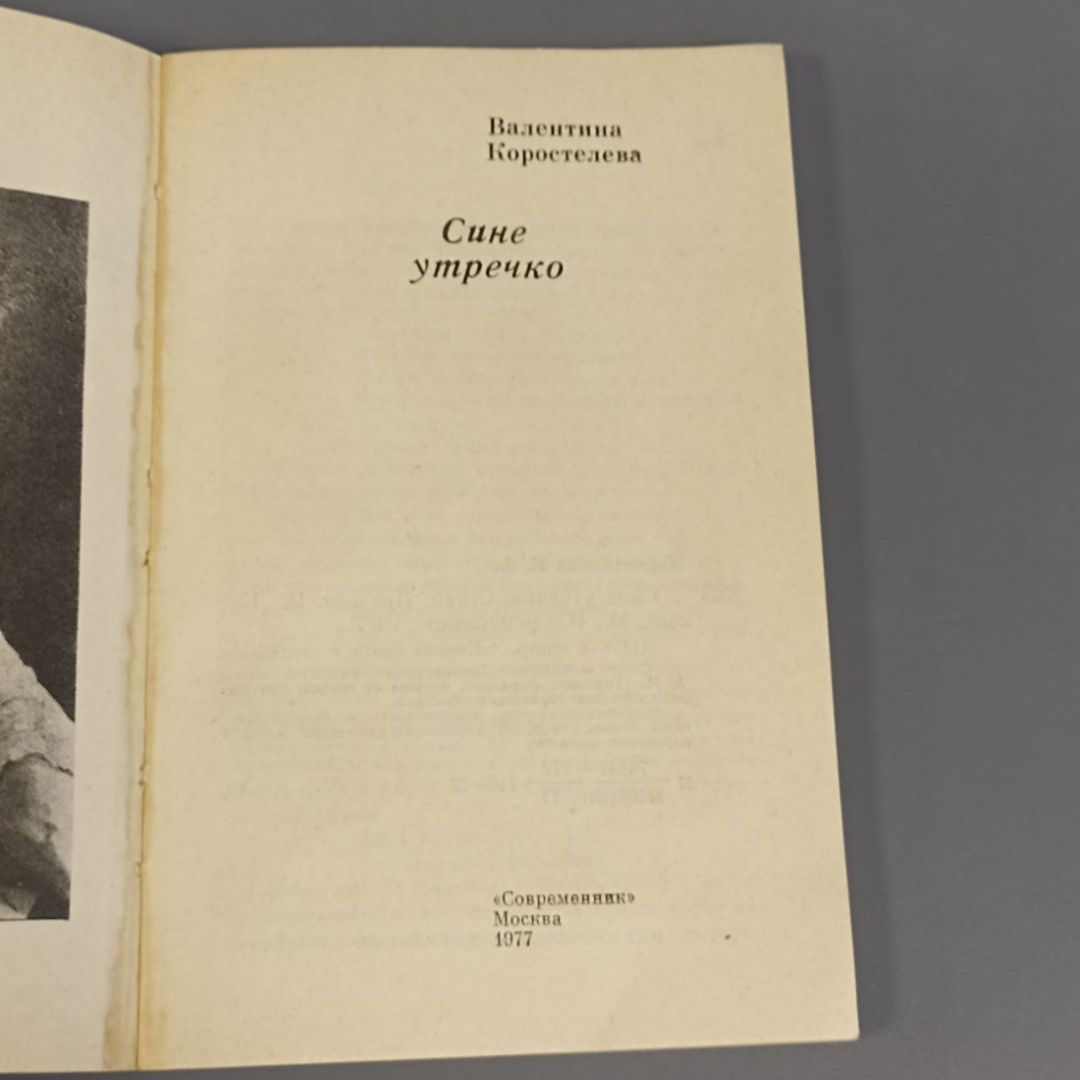 Валентина
Коростелева
Сине
утречко
«Современник»
Москва
1977